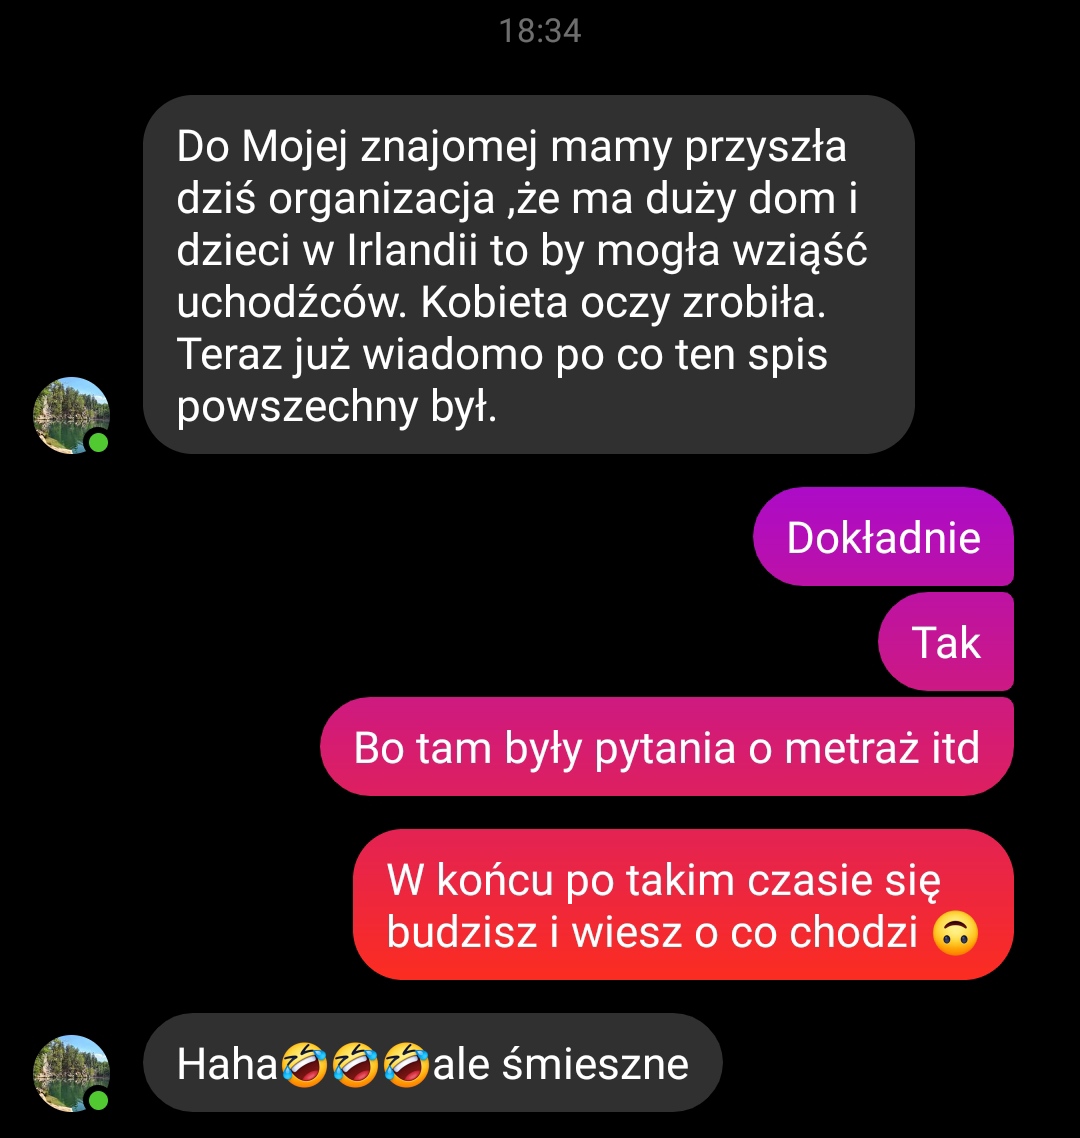 18:34
Do Mojej znajomej mamy przyszła
dziś organizacja ,że ma duży dom i
dzieci w Irlandii to by mogła wziąść
uchodźców. Kobieta oczy zrobiła.
Teraz już wiadomo po co ten spis
powszechny był.
Dokładnie
Tak
Bo tam były pytania o metraż itd
W końcu po takim czasie się
budzisz i wiesz o co chodzi 🙃
Haha🤣🤣🤣ale śmieszne